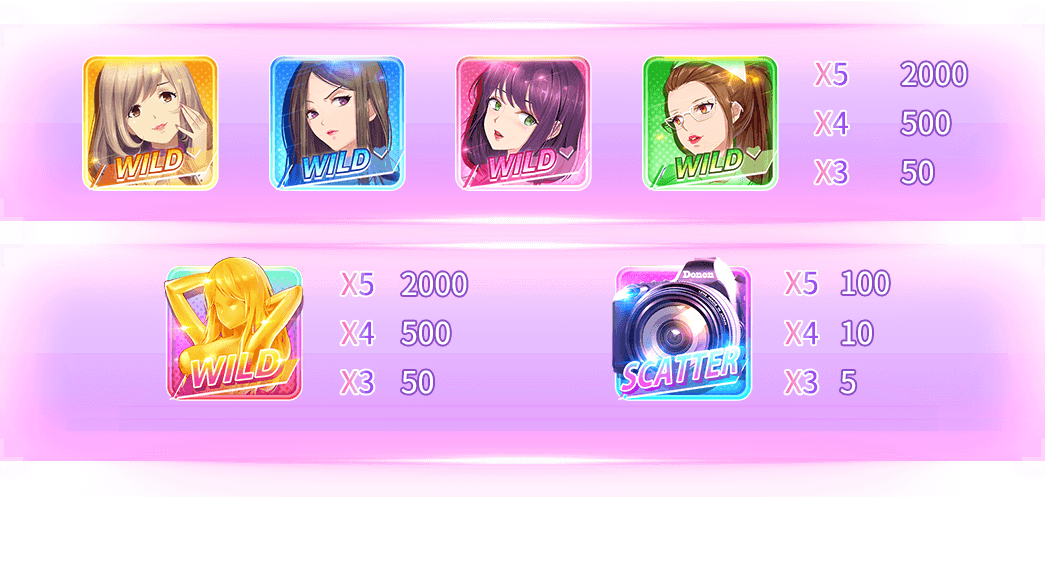 WILD WILD WILD WILD
X5 2000
X4 500
X3 50
WILD
X5 2000
X4 500
X3 50
Donon
SCATTER
X5 100
X4 10
X3 5